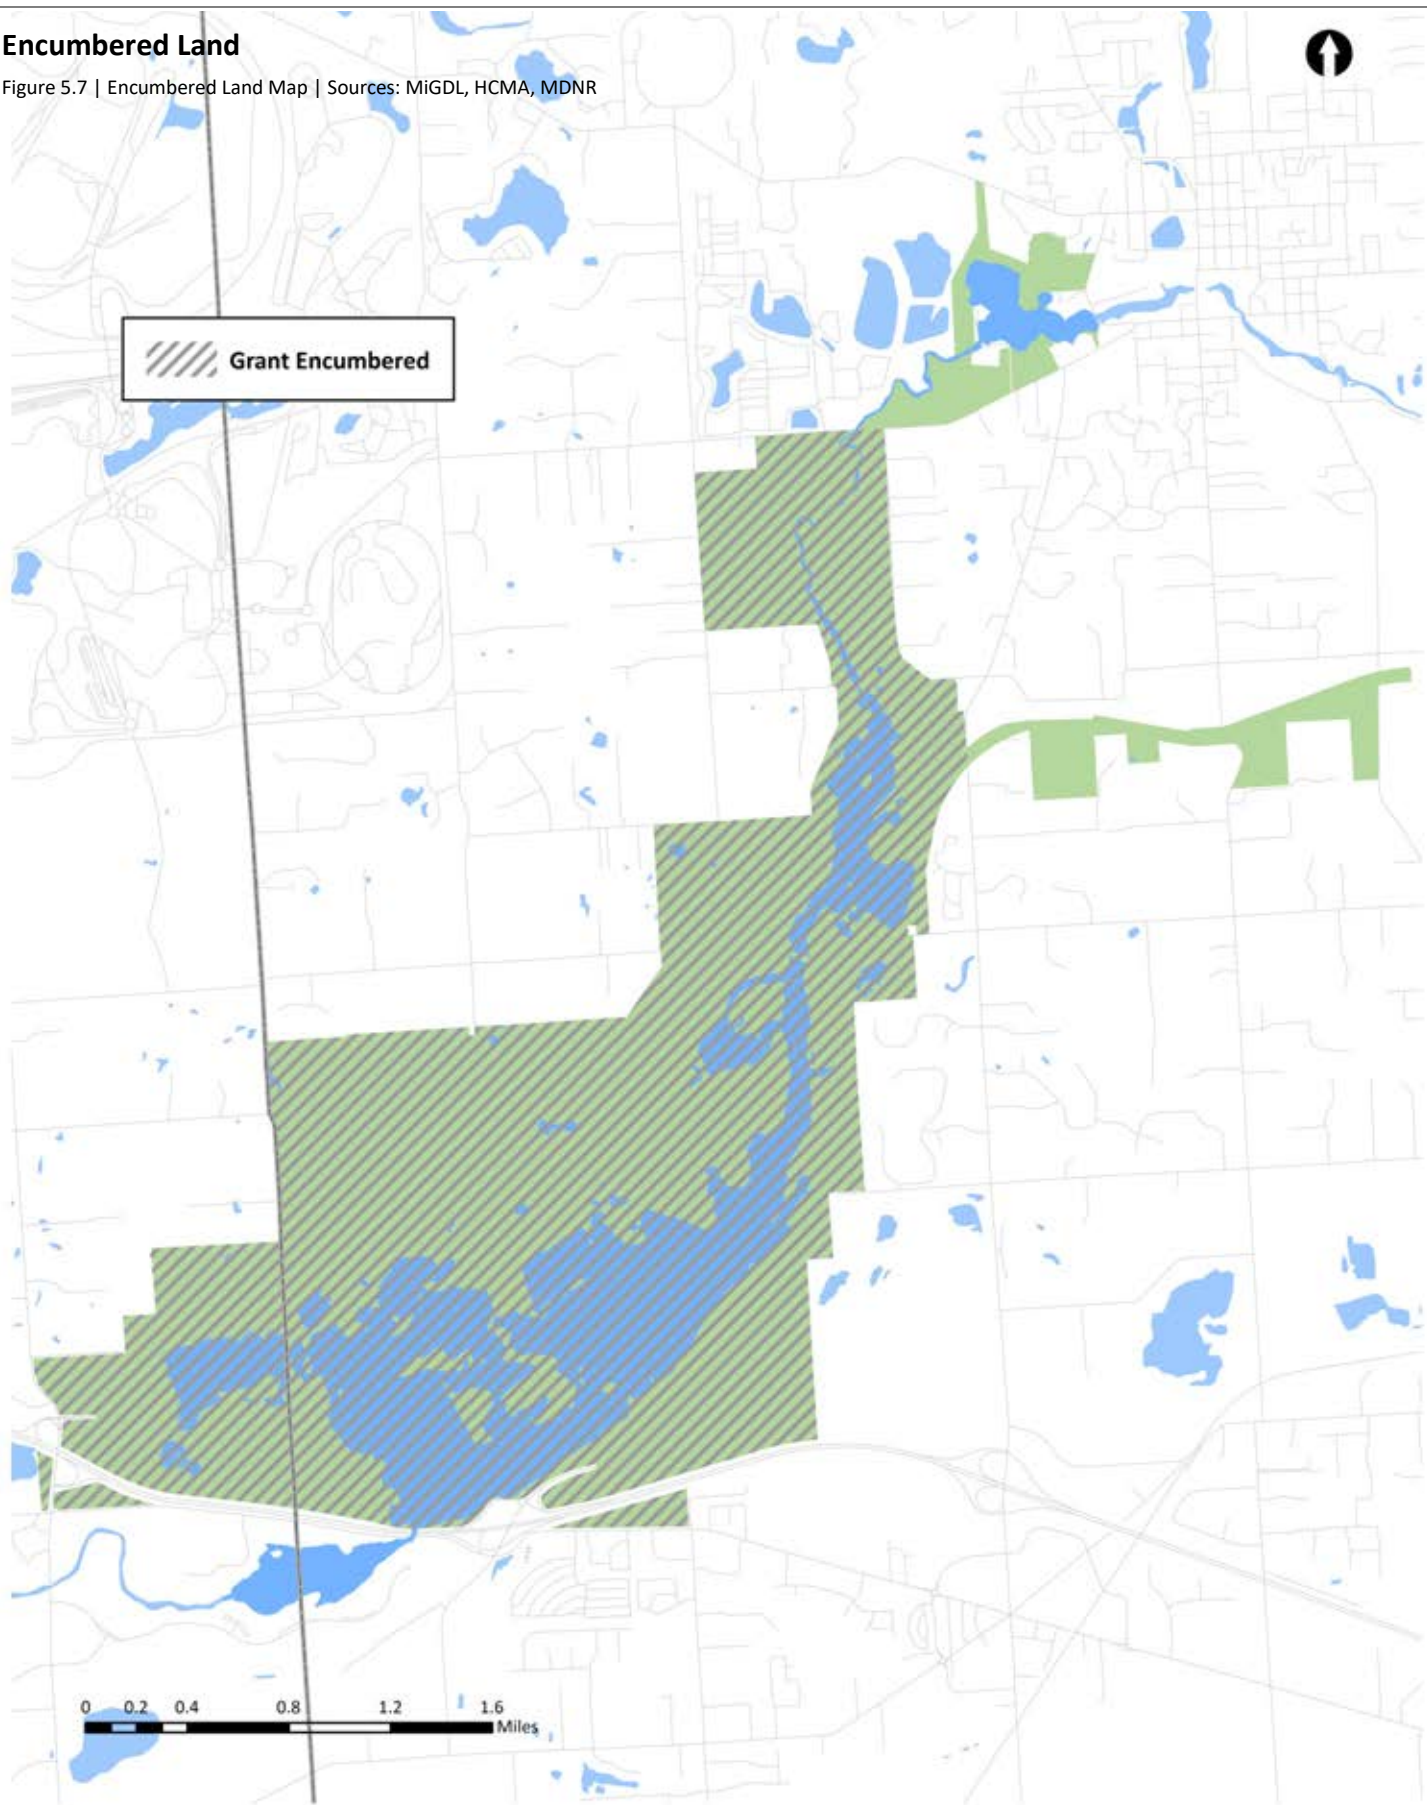 Encumbered Land
Figure 5.7 | Encumbered Land Map | Sources: MiGDL, HCMA, MDNR
Grant Encumbered
0 0.2 0.4 0.8 1.2 1.6
Miles